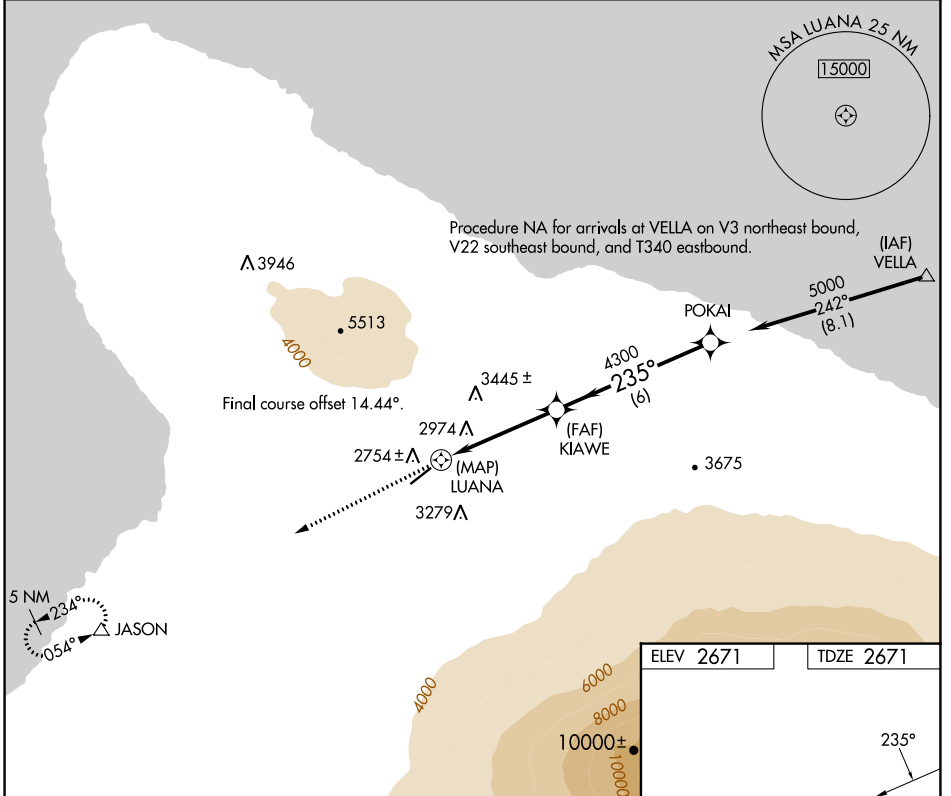 MSA LUANA 25 NM
15000
Procedure NA for arrivals at VELLA on V3 northeast bound,
V22 southeast bound, and T340 eastbound.
(IAF)
VELLA
5000
242°
(8.1)
POKAI
3946
5513
4000
4300
235°
(6)
3445 ±
Final course offset 14.44°.
2974
(FAF)
KIAWE
2754 ±
(MAP)
LUANA
3675
3279
5 NM
234°
054°
JASON
ELEV 2671
TDZE 2671
4000
6000
8000
10000±
10000
235°